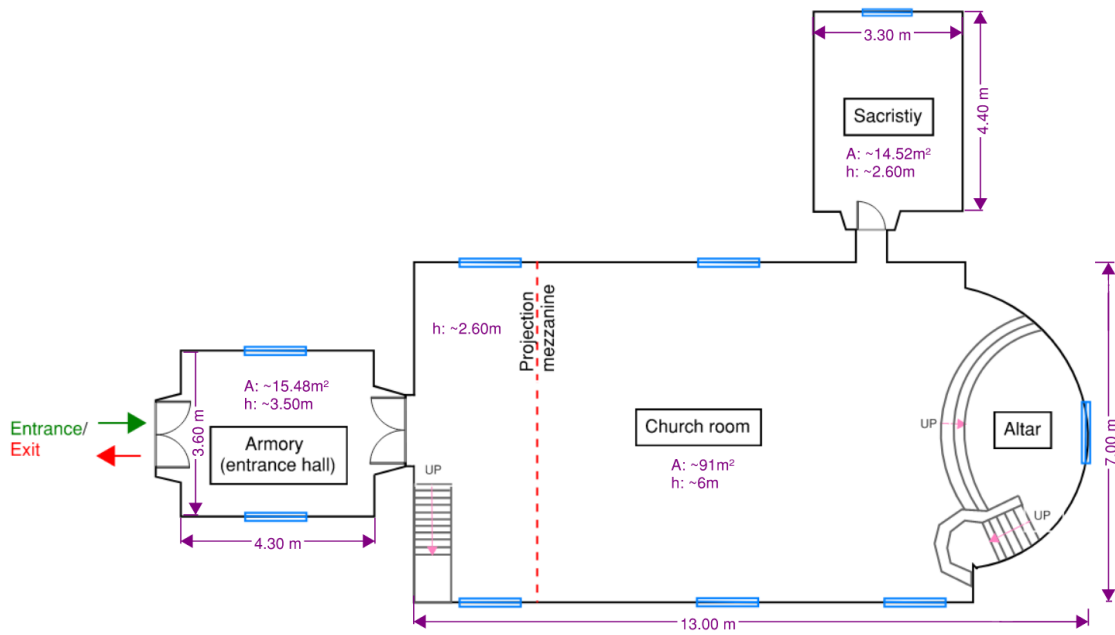 3.30 m
4.40 m
Sacristiy
A: ~14.52m²
h: ~2.60m
Projection
mezzanine
h: ~2.60m
A: ~15.48m²
h: ~3.50m
3.60 m
Entrance/
Exit
Armory
(entrance hall)
4.30 m
UP
Church room
A: ~91m²
h: ~6m
UP
Altar
UP
7.00 m
13.00 m